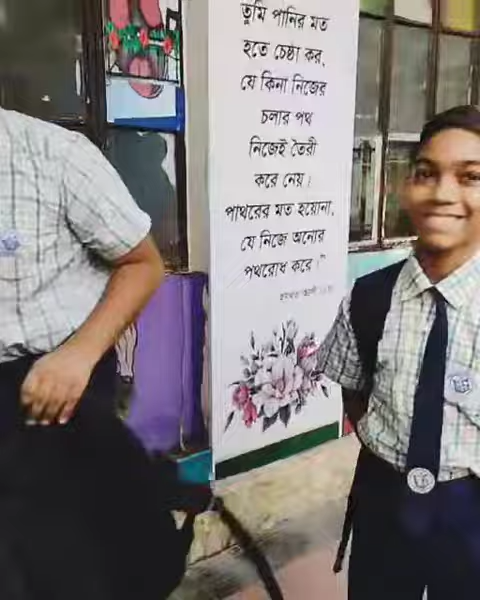 তুমি পানির মত
হতে চেষ্টা কর,
যে কিনা নিজের
চলার পথ
নিজেই তৈরী
করে নেয়।
পাথরের মত হয়োনা,
যে নিজে অন্যের
পথরোধ করে।"